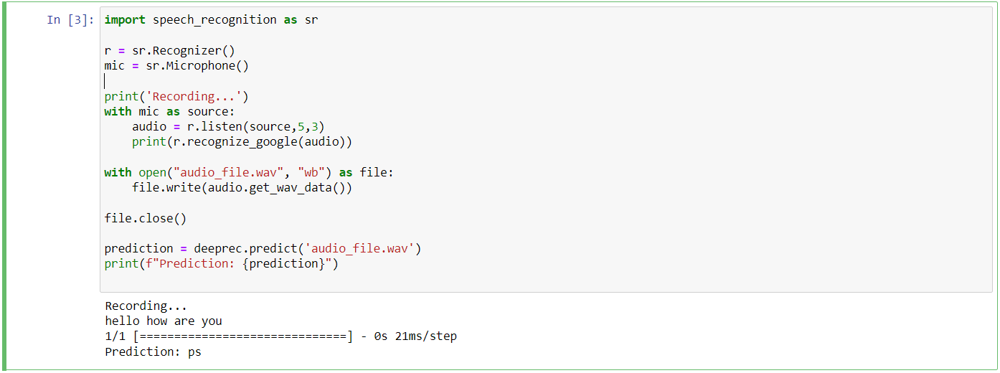 In [3]: import speech_recognition as sr
r = sr.Recognizer()
mic = sr.Microphone()
print('Recording...')
with mic as source:
    audio = r.listen(source,5,3)
    print(r.recognize_google(audio))
with open("audio_file.wav", "wb") as file:
    file.write(audio.get_wav_data())
file.close()
prediction = deeprec.predict('audio_file.wav')
print(f"Prediction: {prediction}")
Recording...
hello how are you
1/1 [==============================] - 0s 21ms/step
Prediction: ps